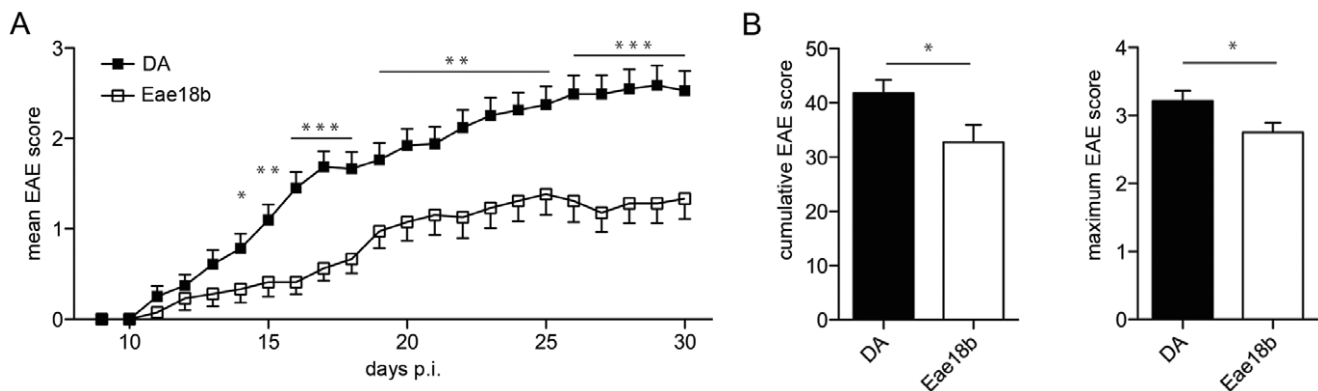 A
mean EAE score
3
2
1
0
DA
Eae18b
*
**
***
**
***
10 15 20 25 30
days p.i.
B
cumulative EAE score
50
40
30
20
10
0
*
DA Eae18b
maximum EAE score
4
3
2
1
0
*
DA Eae18b